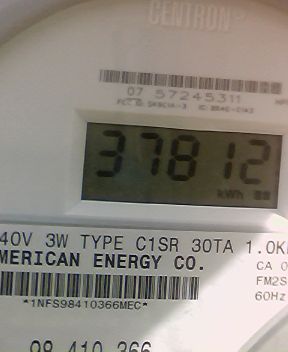 CENTRON
07 57245311
37812
kWh
40V 3W TYPE C1SR 30TA 1.0K
MERICAN ENERGY CO.
CA 0
FM2S
60Hz
*1NFS98410366MEC*
98 410 366